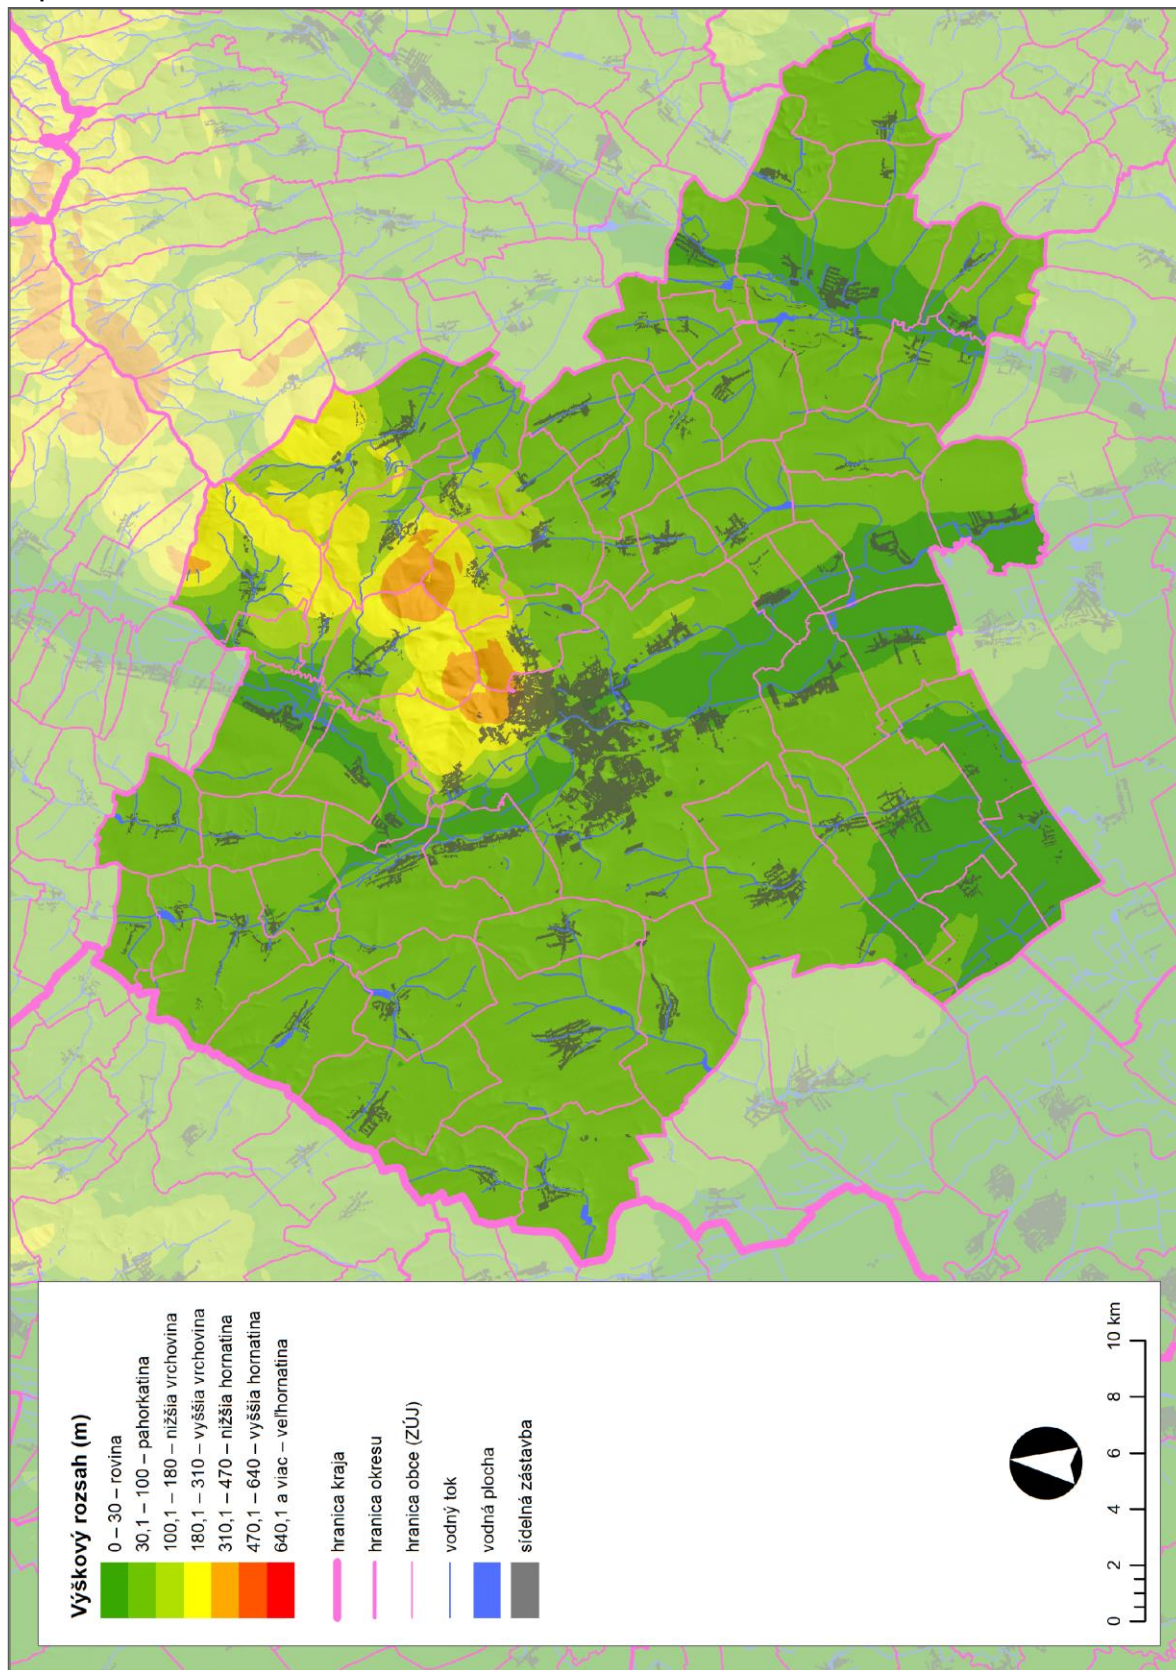 Výškový rozsah (m)
0 – 30 – rovina
30,1 – 100 – pahorkatina
100,1 – 180 – nižšia vrchovina
180,1 – 310 – vyššia vrchovina
310,1 – 470 – nižšia hornatina
470,1 – 640 – vyššia hornatina
640,1 a viac – veľhornatina
hranica kraja
hranica okresu
hranica obce (ZÚJ)
vodný tok
vodná plocha
sídelná zástavba
0 2 4 6 8 10 km